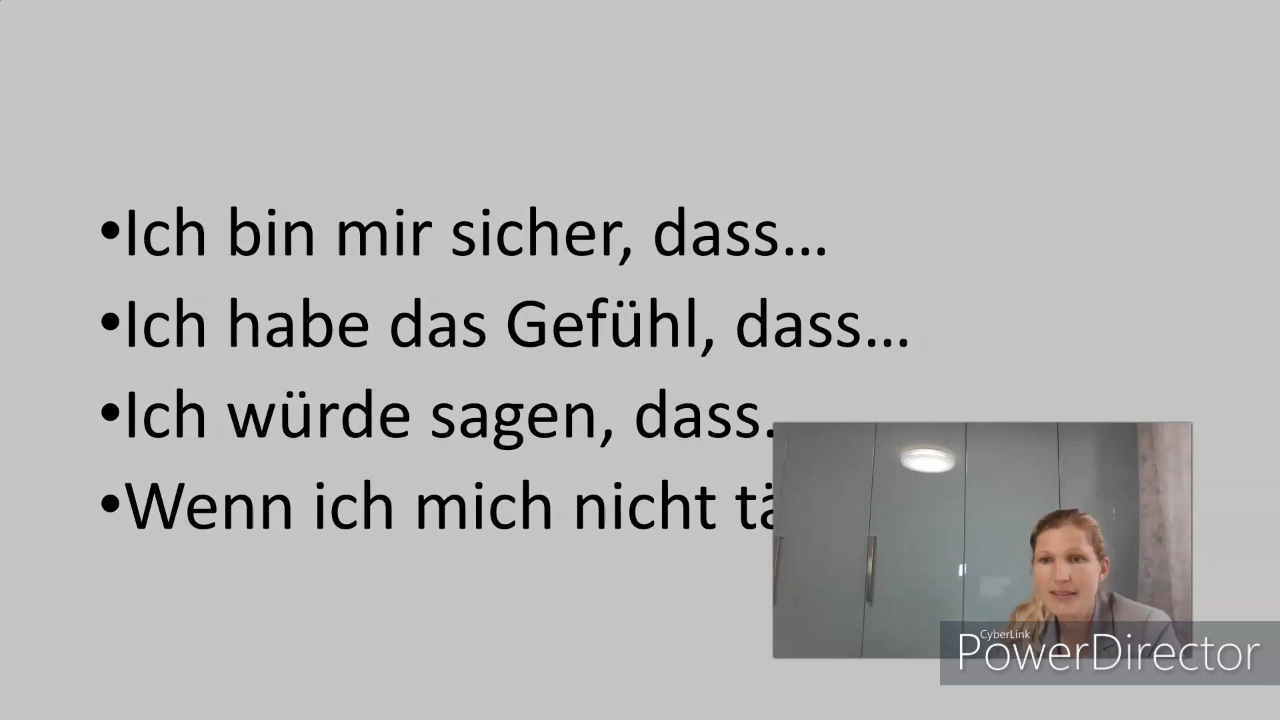 •Ich bin mir sicher, dass...
•Ich habe das Gefühl, dass...
•Ich würde sagen, dass.
•Wenn ich mich nicht
CyberLink
PowerDirector